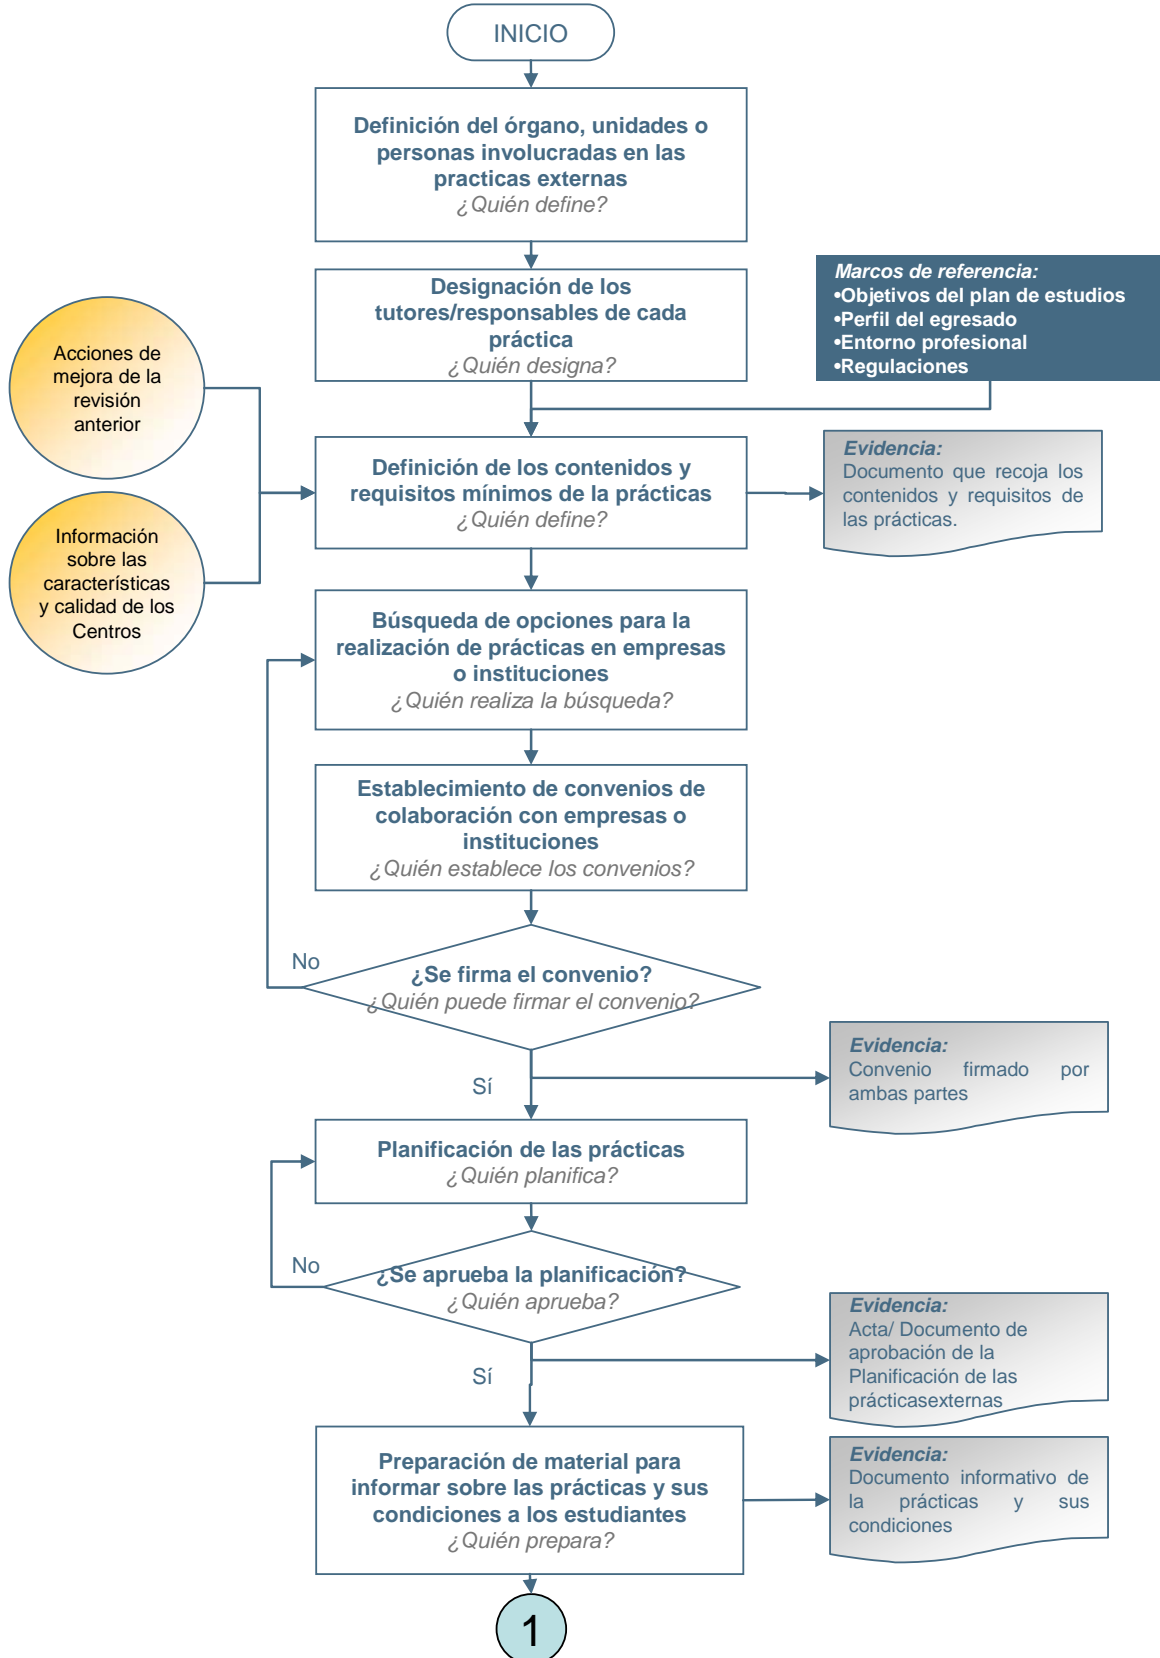 INICIO
Definición del órgano, unidades o
personas involucradas en las
practicas externas
¿Quién define?
Designación de los
tutores/responsables de cada
práctica
¿Quién designa?
Marcos de referencia:
•Objetivos del plan de estudios
•Perfil del egresado
•Entorno profesional
•Regulaciones
Acciones de
mejora de la
revisión
anterior
Definición de los contenidos y
requisitos mínimos de la prácticas
¿Quién define?
Evidencia:
Documento que recoja los
contenidos y requisitos de
las prácticas.
Información
sobre las
características
y calidad de los
Centros
Búsqueda de opciones para la
realización de prácticas en empresas
o instituciones
¿Quién realiza la búsqueda?
Establecimiento de convenios de
colaboración con empresas o
instituciones
¿Quién establece los convenios?
No
¿Se firma el convenio?
¿Quién puede firmar el convenio?
Sí
Evidencia:
Convenio firmado por
ambas partes
Planificación de las prácticas
¿Quién planifica?
No
¿Se aprueba la planificación?
¿Quién aprueba?
Sí
Evidencia:
Acta/ Documento de
aprobación de la
Planificación de las
prácticasexternas
Preparación de material para
informar sobre las prácticas y sus
condiciones a los estudiantes
¿Quién prepara?
Evidencia:
Documento informativo de
la prácticas y sus
condiciones
1